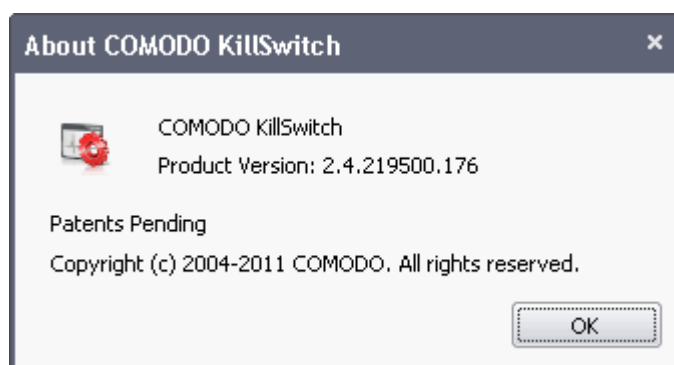 About COMODO KillSwitch
COMODO KillSwitch
Product Version: 2.4.219500.176
Patents Pending
Copyright (c) 2004-2011 COMODO. All rights reserved.
OK